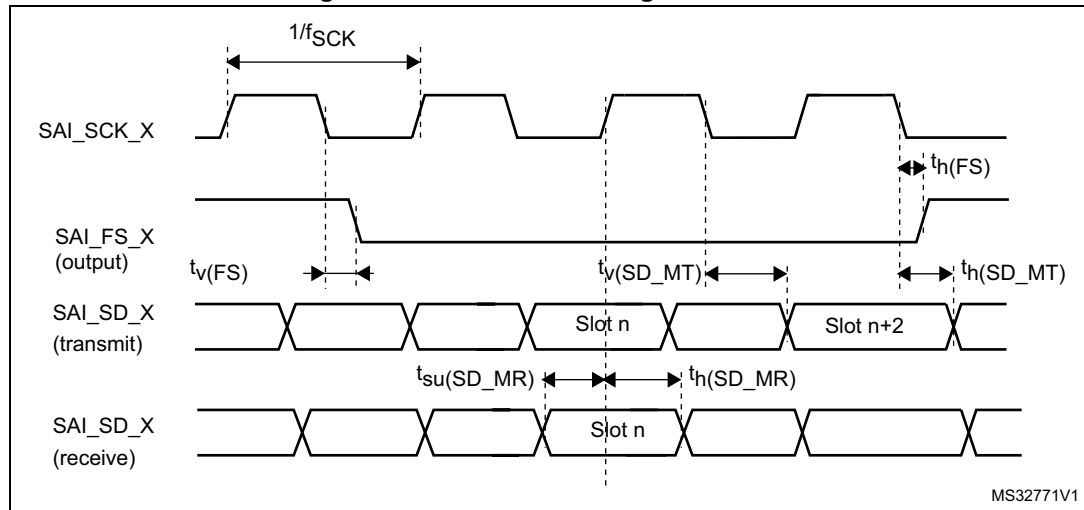 1/fSCK
SAI_SCK_X
th(FS)
SAI_FS_X
(output)
tv(FS)
tv(SD_MT)
th(SD_MT)
SAI_SD_X
(transmit)
Slot n
Slot n+2
tsu(SD_MR)
th(SD_MR)
SAI_SD_X
(receive)
Slot n
MS32771V1